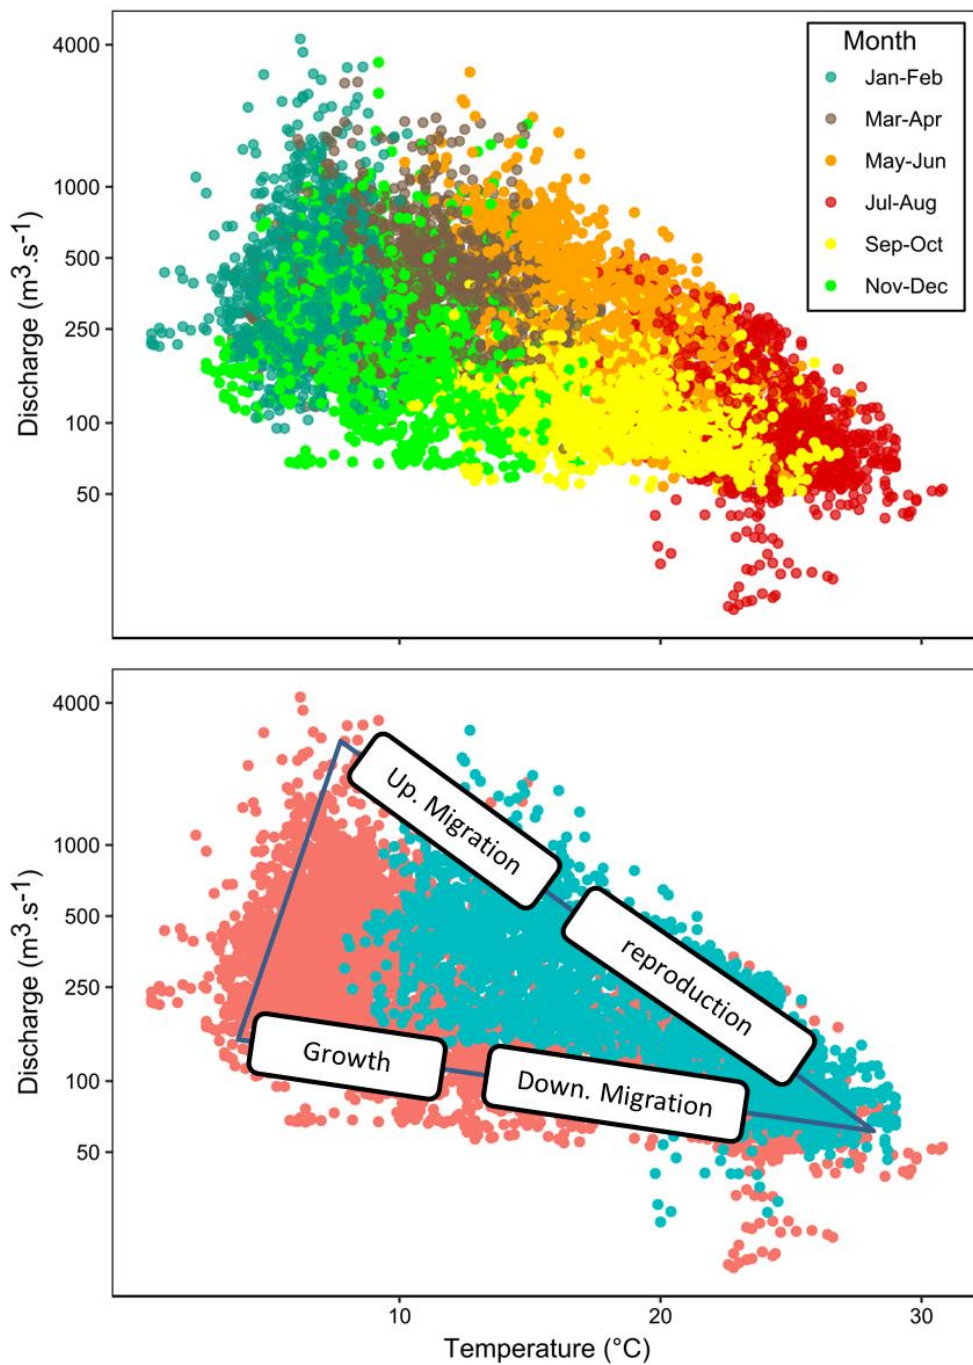 4000
1000
500
250
100
50
Discharge (m³.s⁻¹)
Month
Jan-Feb
Mar-Apr
May-Jun
Jul-Aug
Sep-Oct
Nov-Dec
4000
1000
500
250
100
50
Discharge (m³.s⁻¹)
Up. Migration
reproduction
Growth
Down. Migration
10
20
30
Temperature (°C)